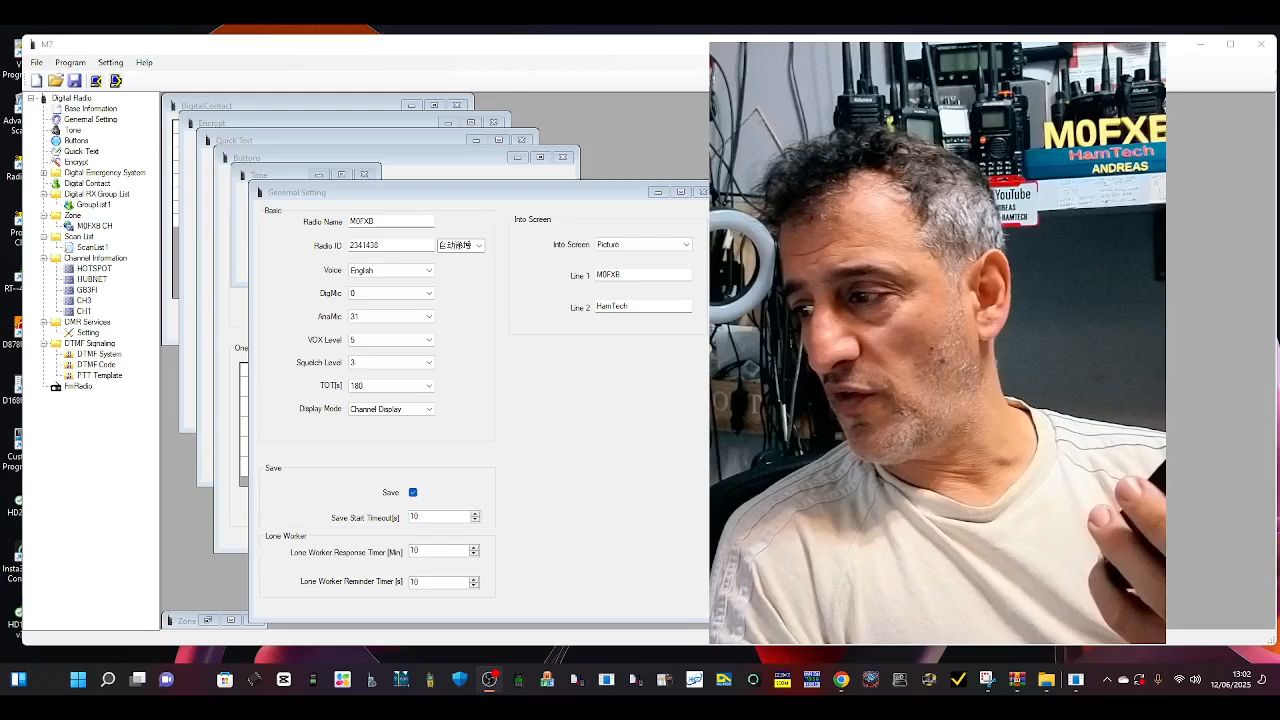 M7
File
Program
Setting
Help
Digital Radio
Base Information
General Setting
Tone
Buttons
Quick Text
Encrypt
Digital Emergency System
Digital Contact
Digital RX Group List
GroupList1
Zone
M0FXB CH
Scan List
ScanList1
Channel Information
HOTSPOT
HUBNET
GB3FI
CH3
CH1
DMR Services
Setting
DTMF Signaling
DTMF System
DTMF Code
PTT Template
FmRadio
DigitalContact
Encrypt
Quick Text
Buttons
Tone
Genernal Setting
Basic
Radio Name M0FXB
Radio ID 2341438
Voice English
DigMic 0
AnaMic 31
VOX Level 5
Squelch Level 3
TOT[s] 180
Display Mode Channel Display
Into Screen
Into Screen Picture
Line 1 M0FXB
Line 2 HamTech
Save
Save
Save Start Timeout[s] 10
Lone Worker
Lone Worker Response Timer [Min] 10
Lone Worker Reminder Timer [s] 10
Zone
M0FXB
HamTech
ANDREAS
YouTube
ANDREAS
HAMTECH
13:02
12/06/2025